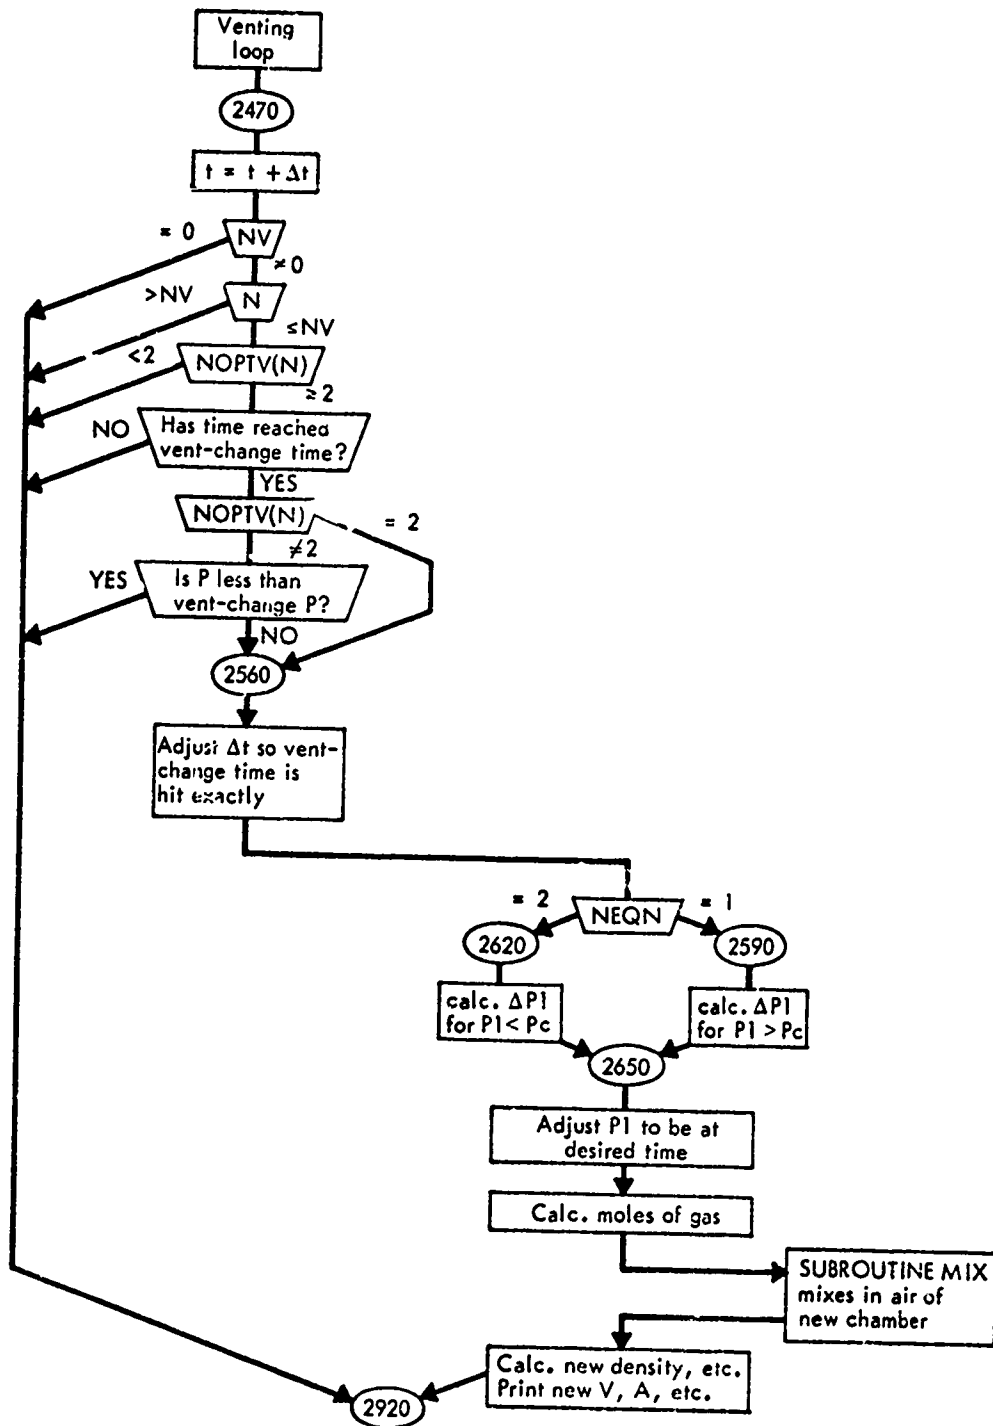 Venting
loop
2470
t = t + Δt
= 0
NV
≠0
>NV
N
≤NV
<2
NOPTV(N)
≥2
NO
Has time reached
vent-change time?
YES
NOPTV(N)
= 2
≠2
YES
Is P less than
vent-change P?
NO
2560
Adjust Δt so vent-
change time is
hit exactly
= 2
NEQN
= 1
2620
2590
calc. ΔP1
for P1 < Pc
calc. ΔP1
for P1 > Pc
2650
Adjust P1 to be at
desired time
Calc. moles of gas
SUBROUTINE MIX
mixes in air of
new chamber
Calc. new density, etc.
Print new V, A, etc.
2920